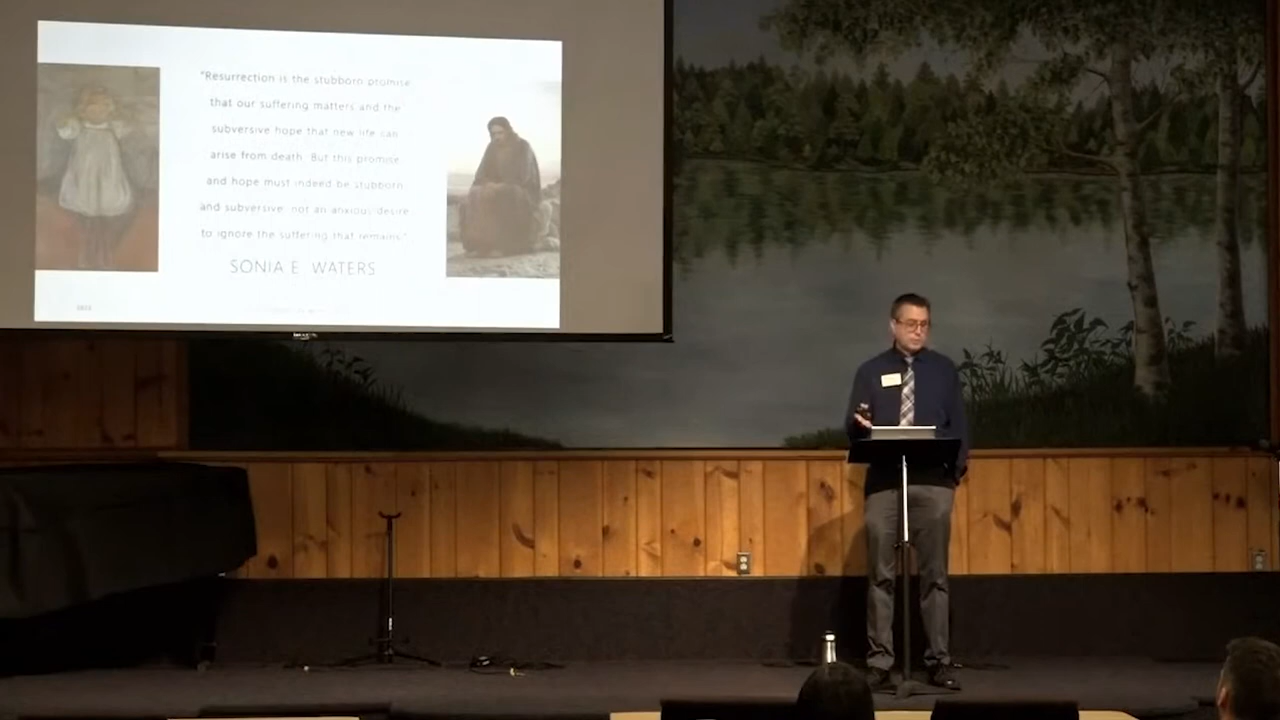 "Resurrection is the stubborn promise
that our suffering matters and the
subversive hope that new life can
arise from death. But this promise
and hope must indeed be stubborn
and subversive not an anxious desire
to ignore the suffering that remains"
SONIA E. WATERS